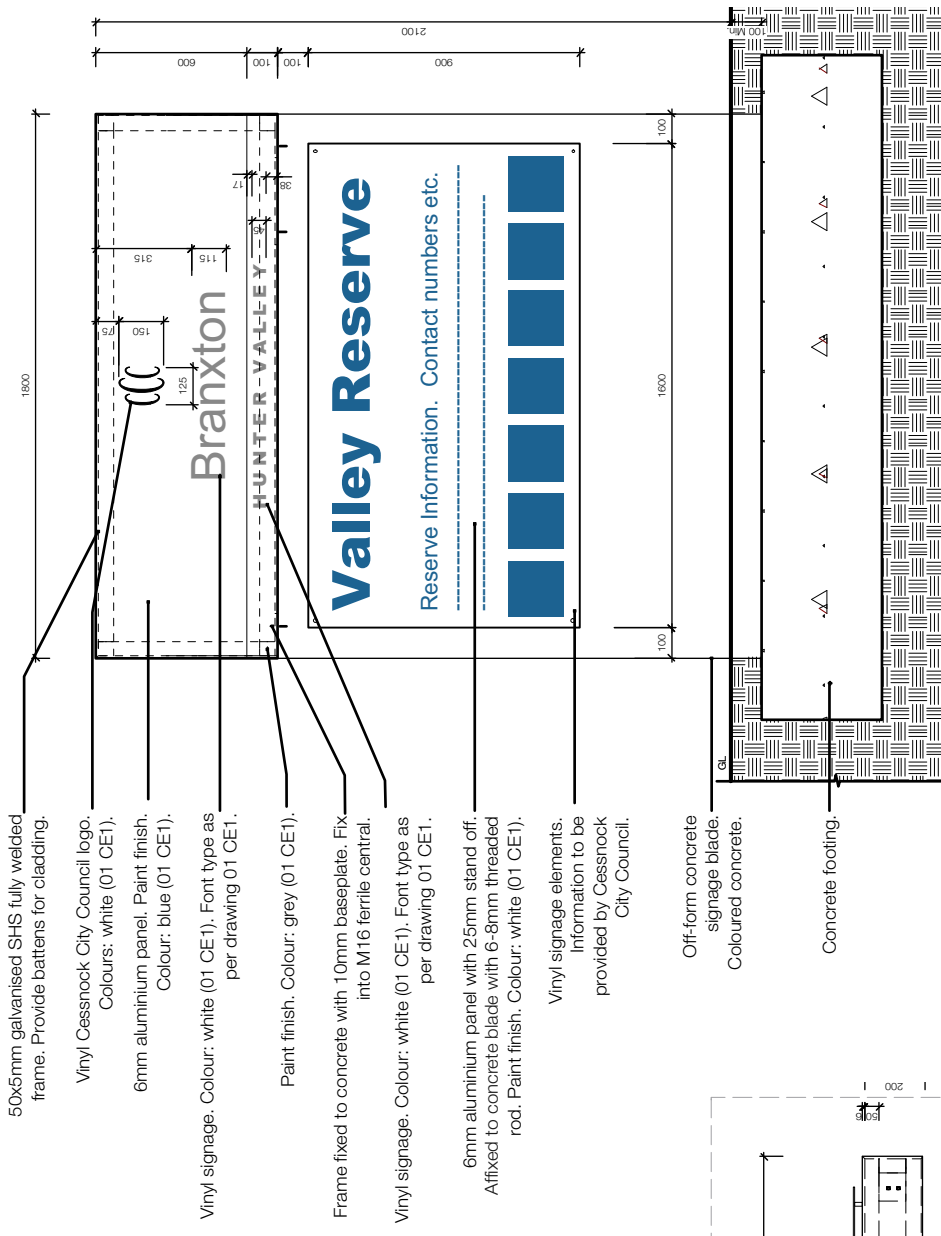 50x5mm galvanised SHS fully welded
frame. Provide battens for cladding.
Vinyl Cessnock City Council logo.
Colours: white (01 CE1).
6mm aluminium panel. Paint finish.
Colour: blue (01 CE1).
Vinyl signage. Colour: white (01 CE1). Font type as
per drawing 01 CE1.
Paint finish. Colour: grey (01 CE1).
Frame fixed to concrete with 10mm baseplate. Fix
into M16 ferrile central.
Vinyl signage. Colour: white (01 CE1). Font type as
per drawing 01 CE1.
6mm aluminium panel with 25mm stand off.
Affixed to concrete blade with 6-8mm threaded
rod. Paint finish. Colour: white (01 CE1).
Vinyl signage elements.
Information to be
provided by Cessnock
City Council.
Off-form concrete
signage blade.
Coloured concrete.
Concrete footing.
1800
75
150
125
315
115
17
45
38
Branxton
HUNTER VALLEY
Valley Reserve
Reserve Information. Contact numbers etc.
100
1600
100
600
100
100
900
2100
100 Min.
GL
200
50
6